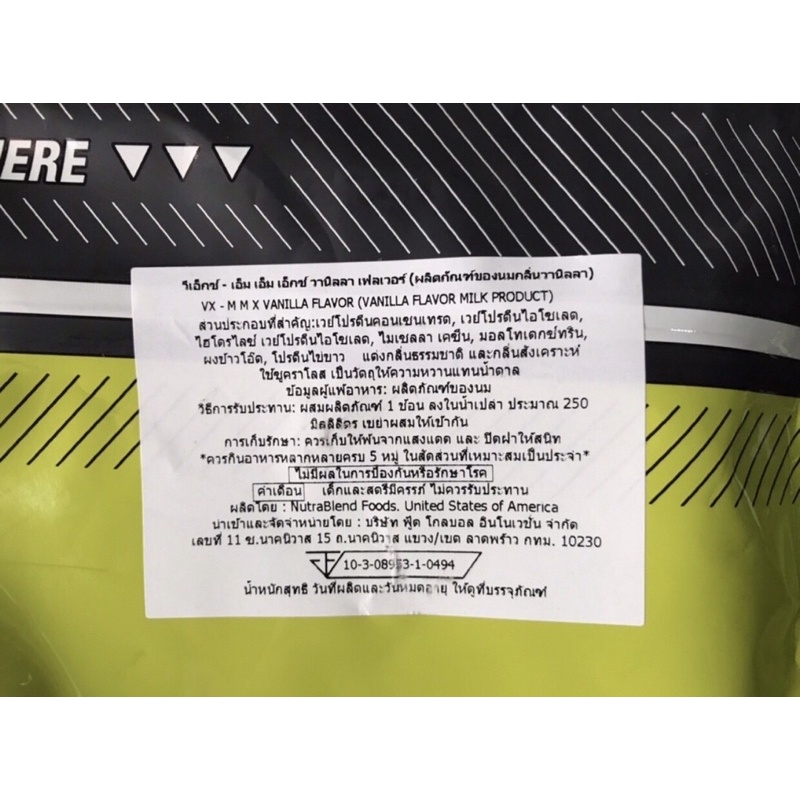 HERE
วีเอ็กซ์ - เอ็ม เอ็ม เอ็กซ์ วานิลลา เฟลเวอร์ (ผลิตภัณฑ์ของนมกลิ่นวานิลลา)
VX - M M X VANILLA FLAVOR (VANILLA FLAVOR MILK PRODUCT)
ส่วนประกอบที่สำคัญ:เวย์โปรตีนคอนเซนเทรต, เวย์โปรตีนไอโซเลต,
ไฮโดรไลซ์ เวย์โปรตีนไอโซเลต, ไมเซลลา เคซีน, มอลโทเดกซ์ทริน,
ผงข้าวโอ๊ต, โปรตีนไข่ขาว แต่งกลิ่นธรรมชาติ และกลิ่นสังเคราะห์
ใช้ซูคราโลส เป็นวัตถุให้ความหวานแทนน้ำตาล
ข้อมูลผู้แพ้อาหาร: ผลิตภัณฑ์ของนม
วิธีการรับประทาน: ผสมผลิตภัณฑ์ 1 ช้อน ลงในน้ำเปล่า ประมาณ 250
มิลลิลิตร เขย่าผสมให้เข้ากัน
การเก็บรักษา: ควรเก็บให้พ้นจากแสงแดด และ ปิดฝาให้สนิท
*ควรกินอาหารหลากหลายครบ 5 หมู่ ในสัดส่วนที่เหมาะสมเป็นประจำ*
ไม่มีผลในการป้องกันหรือรักษาโรค
คำเตือน เด็กและสตรีมีครรภ์ ไม่ควรรับประทาน
ผลิตโดย : NutraBlend Foods. United States of America
นำเข้าและจัดจำหน่ายโดย : บริษัท ฟู้ด โกลบอล อินโนเวชั่น จำกัด
เลขที่ 11 ซ.นาคนิวาส 15 ถ.นาคนิวาส แขวง/เขต ลาดพร้าว กทม. 10230
10-3-08953-1-0494
น้ำหนักสุทธิ วันที่ผลิตและวันหมดอายุ ให้ดูที่บรรจุภัณฑ์